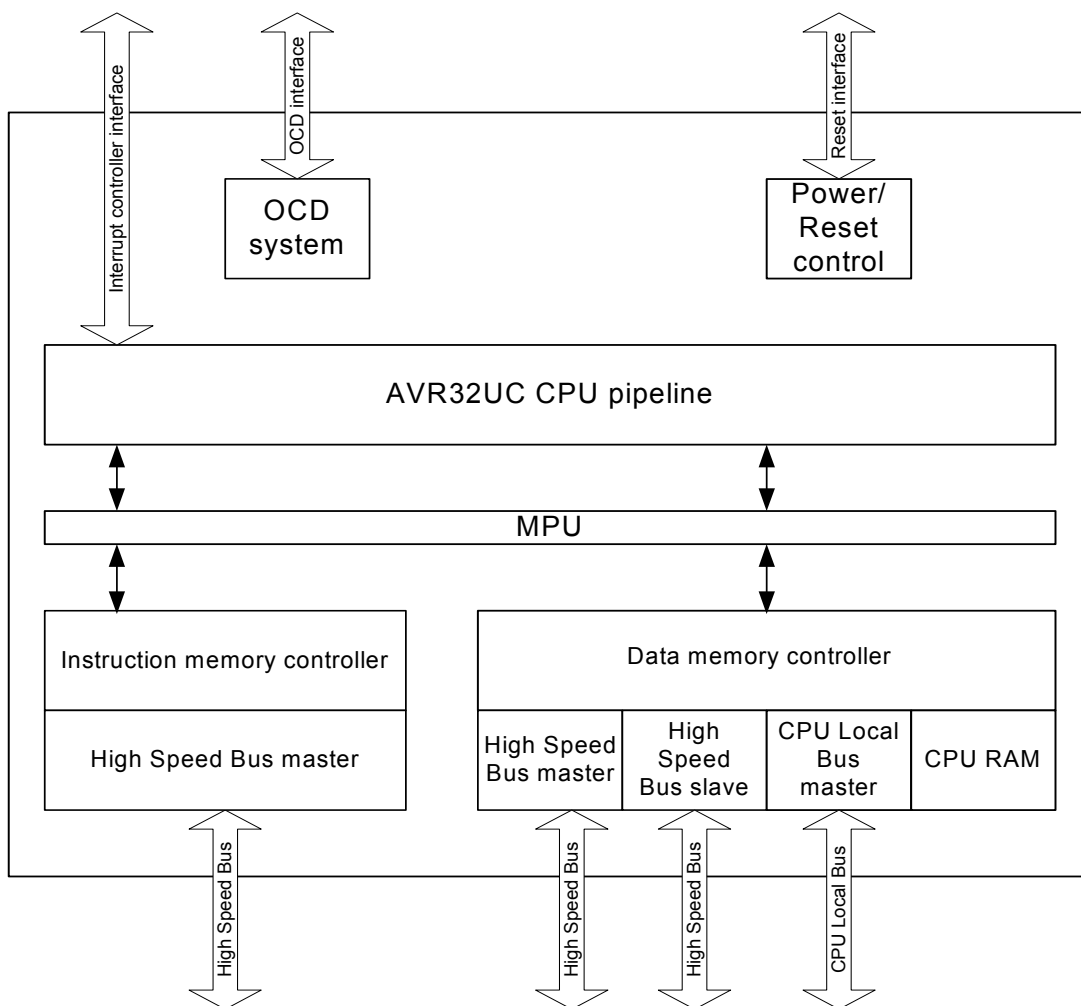 Interrupt controller interface
OCD interface
Reset interface
OCD
system
Power/
Reset
control
AVR32UC CPU pipeline
MPU
Instruction memory controller
High Speed Bus master
Data memory controller
High Speed
Bus master
High
Speed
Bus slave
CPU Local
Bus
master
CPU RAM
High Speed Bus
High Speed Bus
High Speed Bus
CPU Local Bus